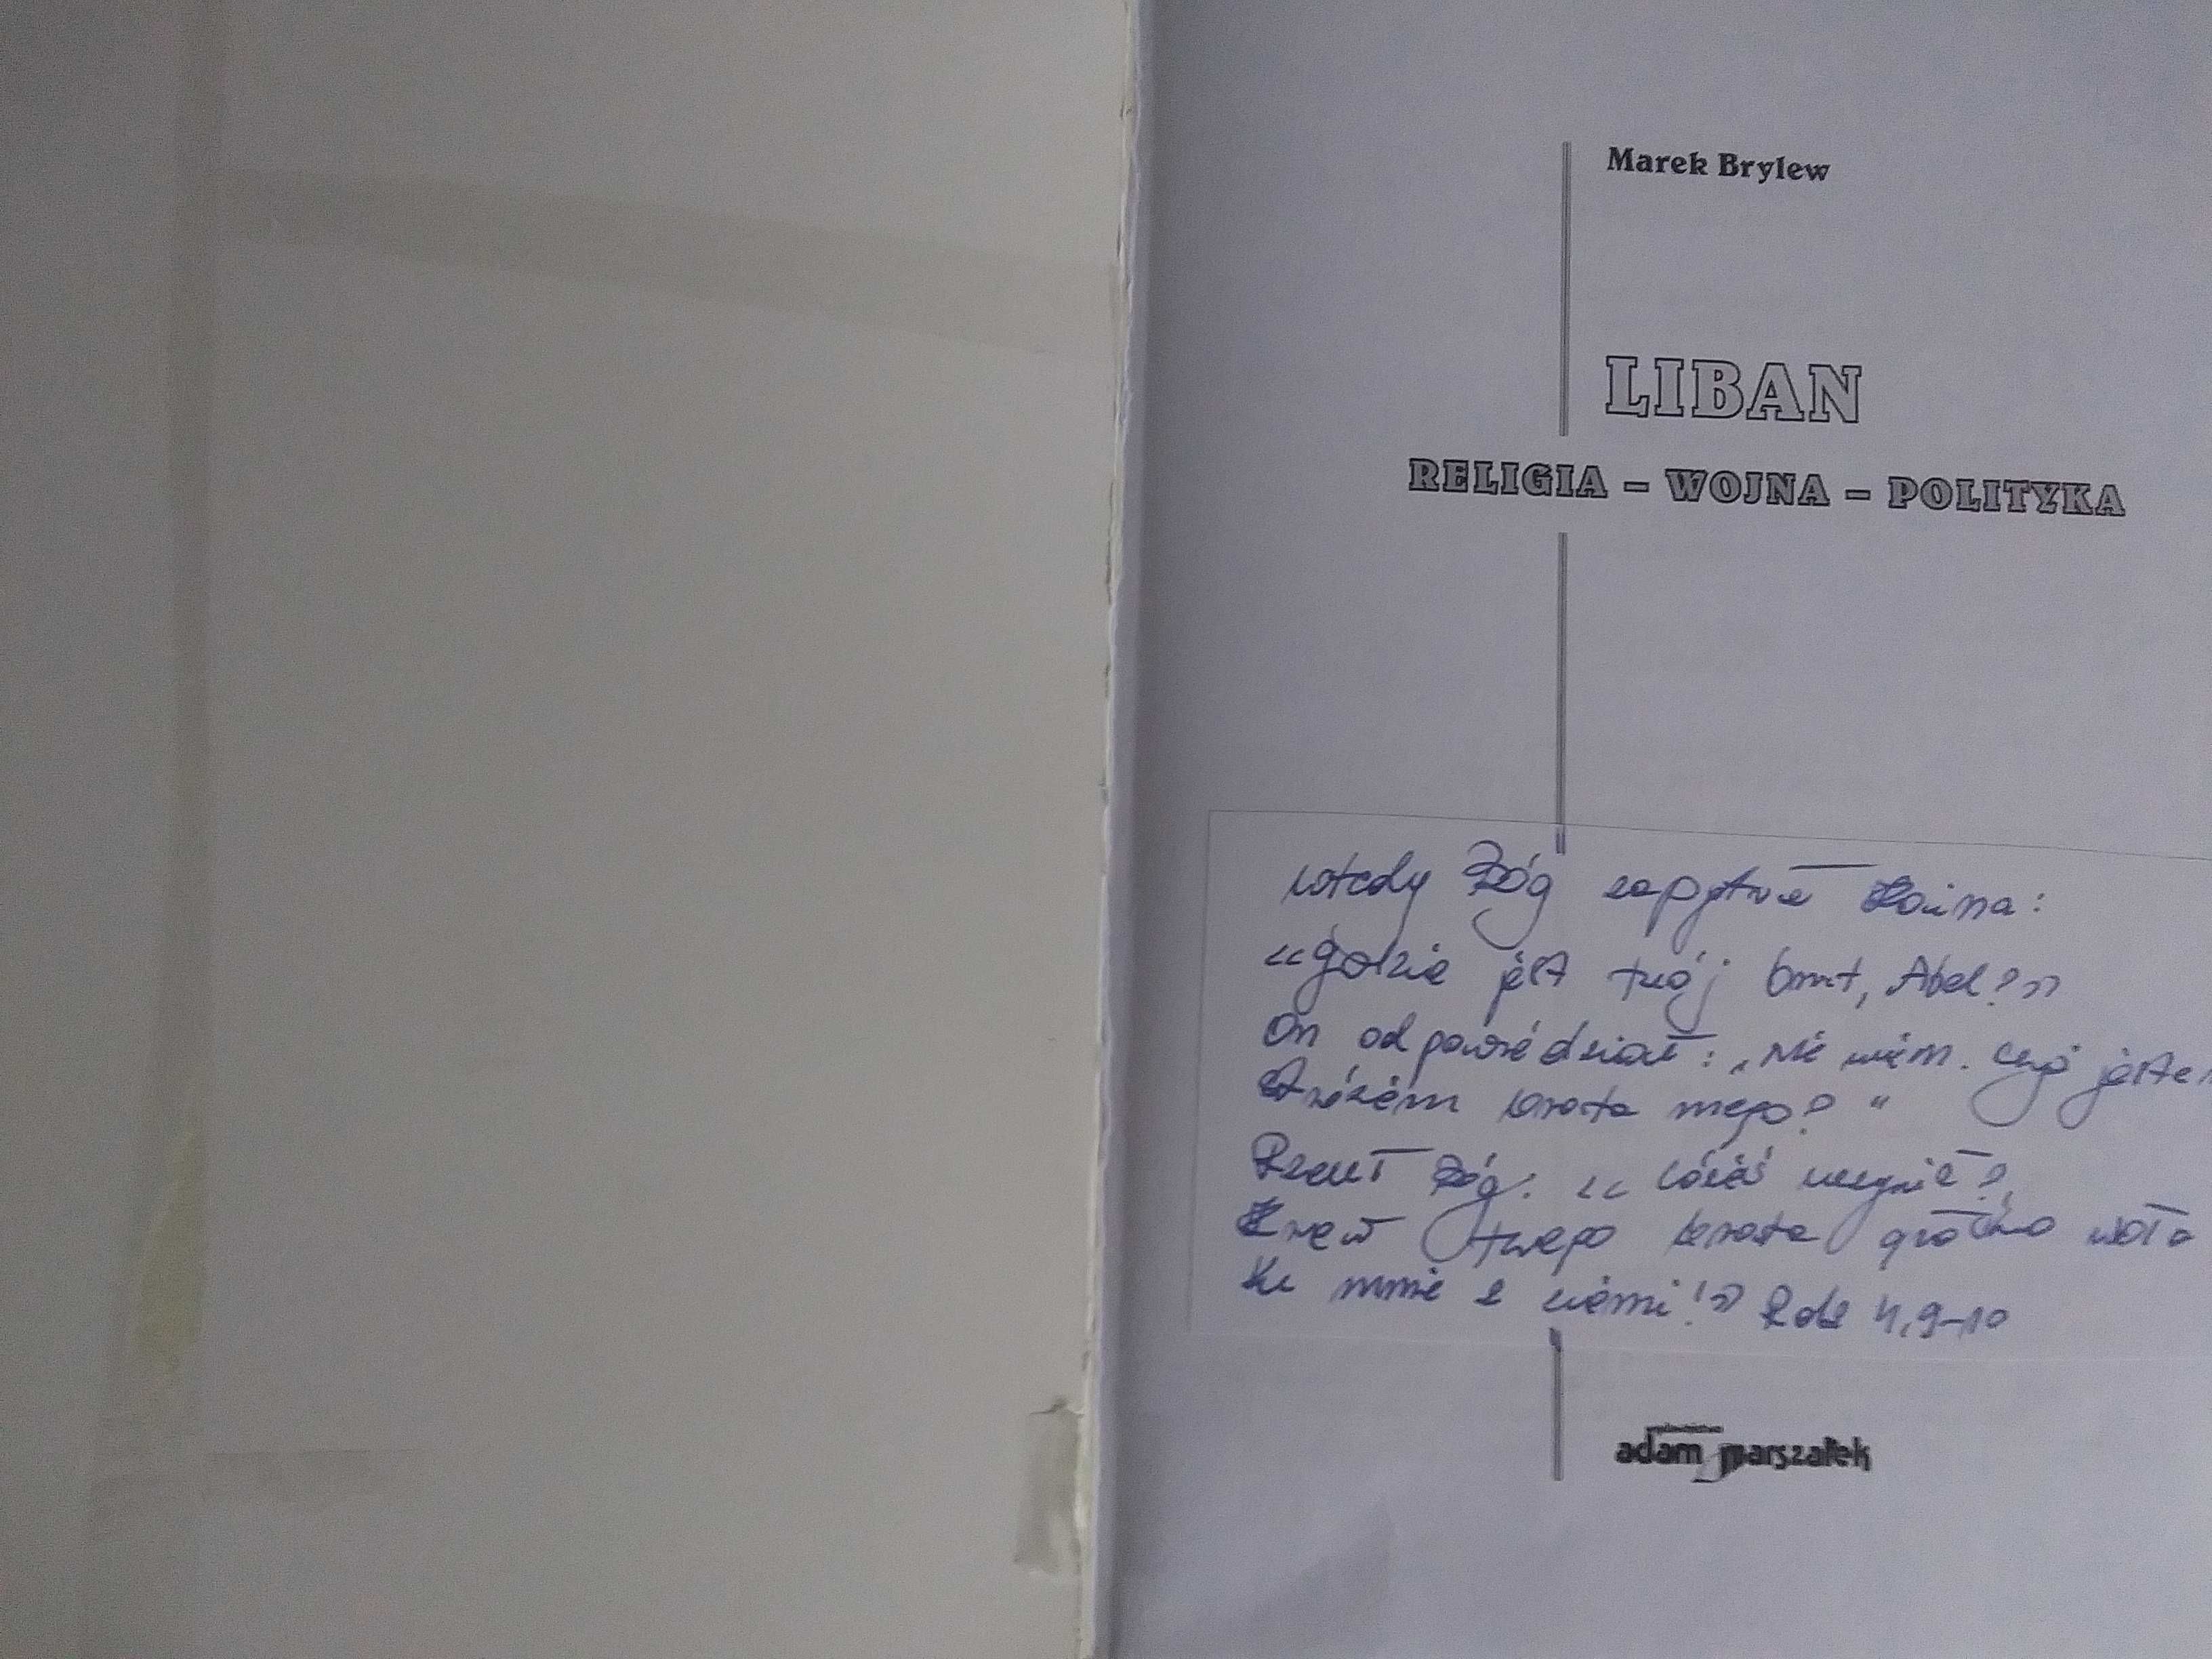 Marek Brylew
LIBAN
RELIGIA – WOJNA – POLITYKA
wtedy Bóg zapytał Kaina:
"gdzie jest twój brat, Abel?"
On odpowiedział: "Nie wiem. Czyż jestem
stróżem brata mego?"
Rzekł Bóg: "Cóżeś uczynił?
Krew twego brata głośno woła
ku mnie z ziemi!" Rdz 4,9-10
adam marszałek